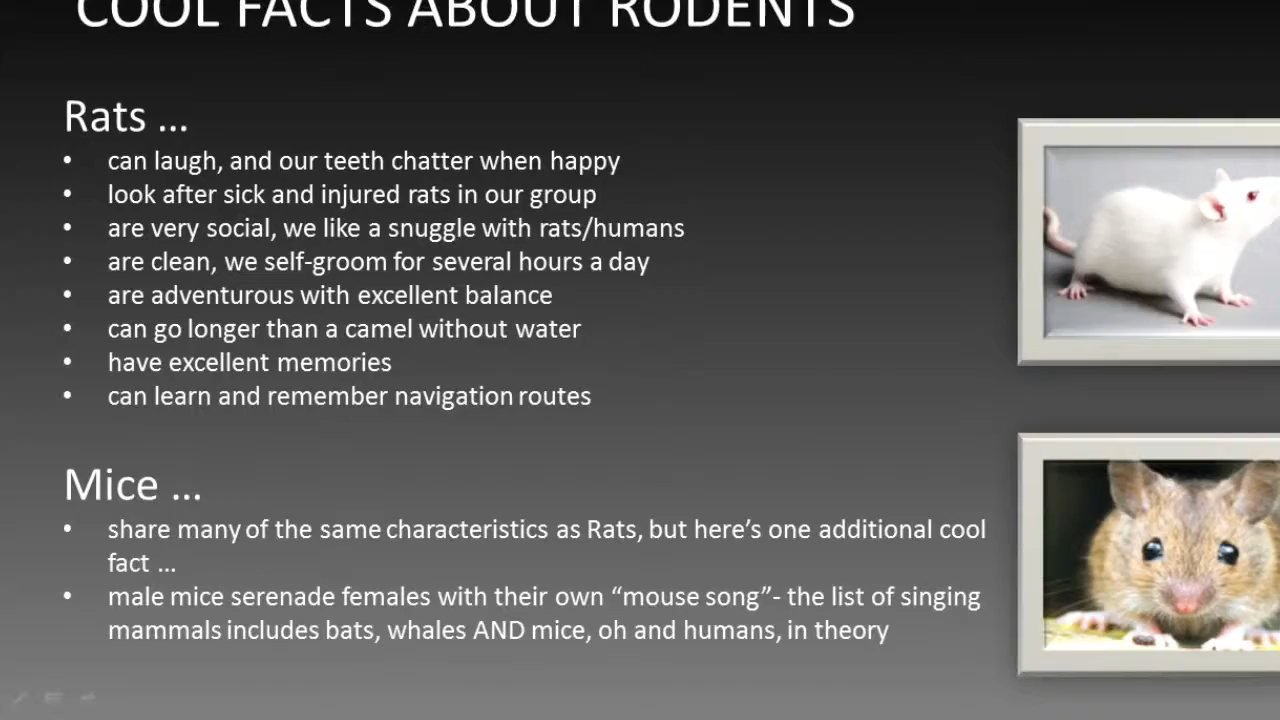 COOL FACTS ABOUT RODENTS
Rats ...
• can laugh, and our teeth chatter when happy
• look after sick and injured rats in our group
• are very social, we like a snuggle with rats/humans
• are clean, we self-groom for several hours a day
• are adventurous with excellent balance
• can go longer than a camel without water
• have excellent memories
• can learn and remember navigation routes
Mice ...
• share many of the same characteristics as Rats, but here’s one additional cool
fact ...
• male mice serenade females with their own “mouse song”- the list of singing
mammals includes bats, whales AND mice, oh and humans, in theory